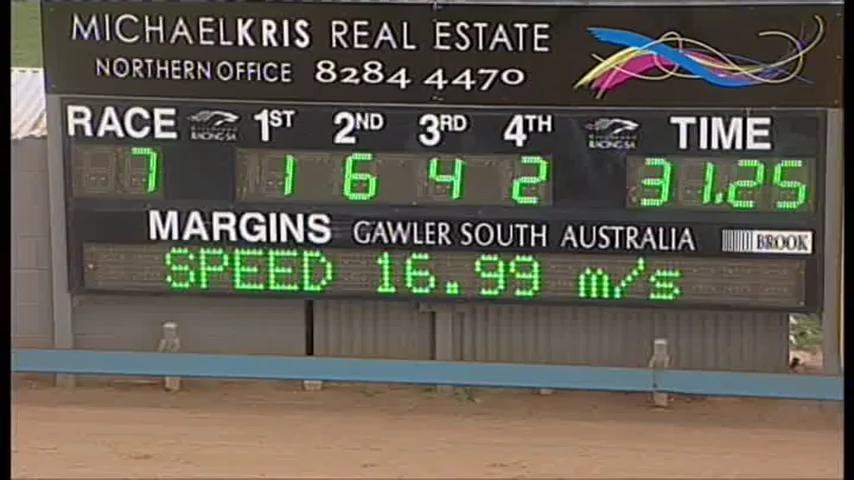 MICHAELKRIS REAL ESTATE
NORTHERN OFFICE 8284 4470
RACE 1ST 2ND 3RD 4TH TIME
7 1 6 4 2 31.25
MARGINS GAWLER SOUTH AUSTRALIA BROOK
SPEED 16.99 m/s